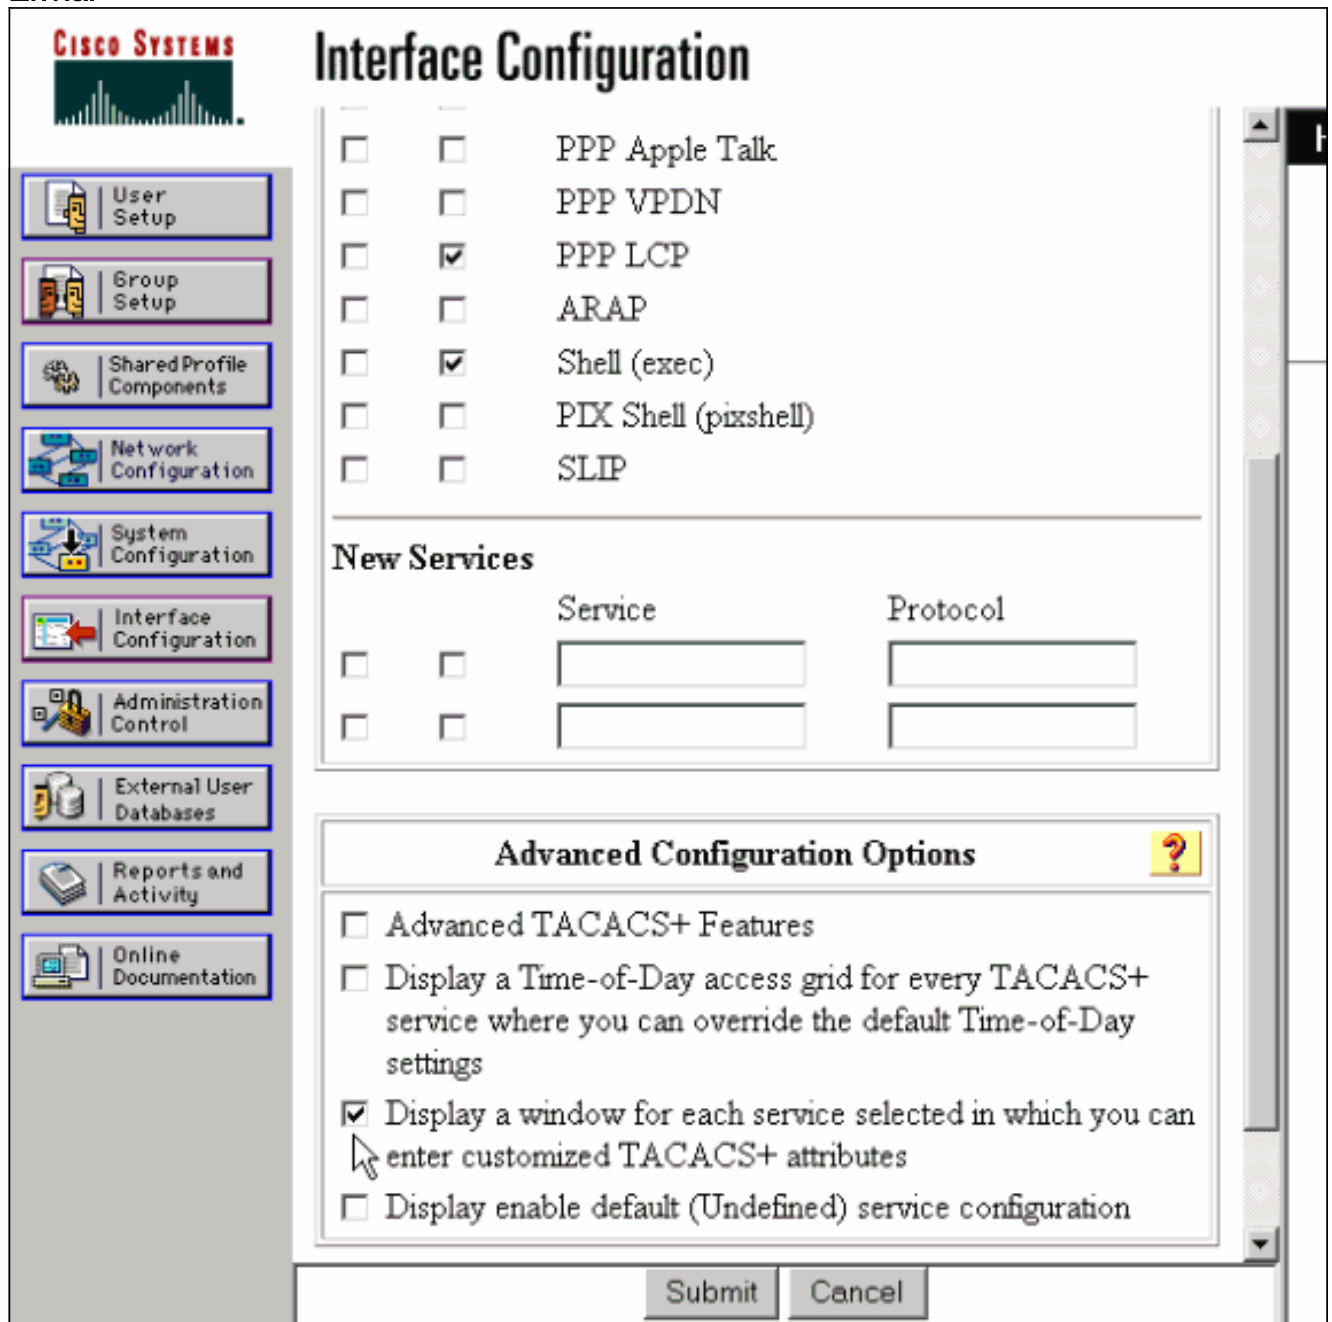 CISCO SYSTEMS
Interface Configuration
User
Setup
Group
Setup
Shared Profile
Components
Network
Configuration
System
Configuration
Interface
Configuration
Administration
Control
External User
Databases
Reports and
Activity
Online
Documentation
PPP Apple Talk
PPP VPDN
PPP LCP
ARAP
Shell (exec)
PIX Shell (pixshell)
SLIP
New Services
Service Protocol
Advanced Configuration Options
?
Advanced TACACS+ Features
Display a Time-of-Day access grid for every TACACS+
service where you can override the default Time-of-Day
settings
Display a window for each service selected in which you can
enter customized TACACS+ attributes
Display enable default (Undefined) service configuration
Submit Cancel